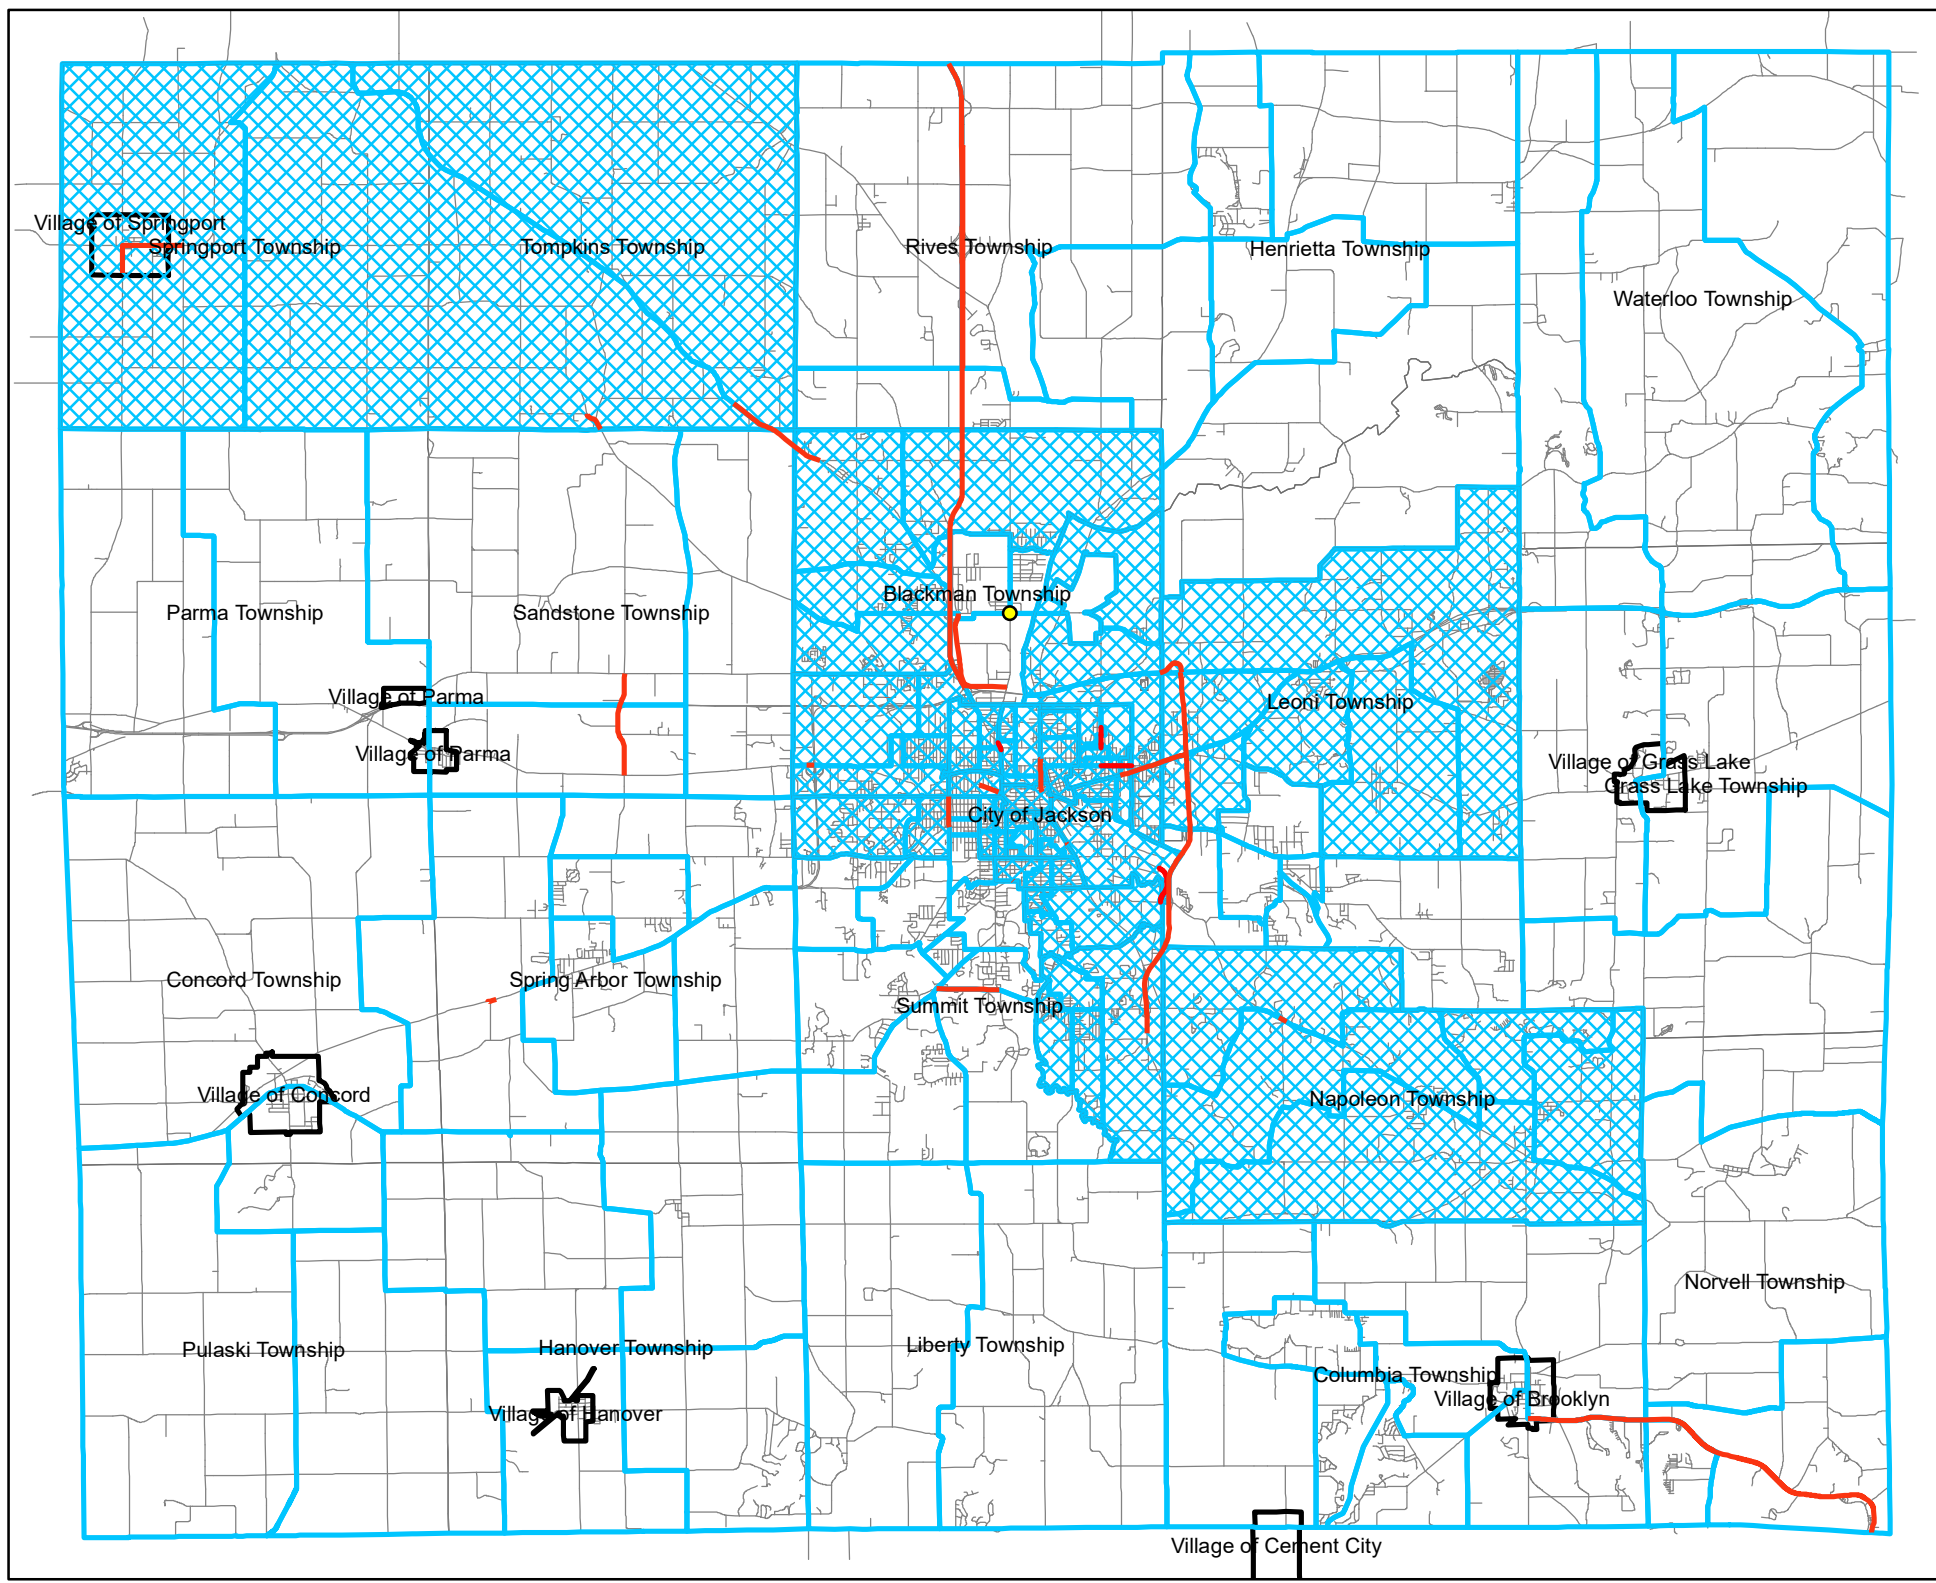 Village of Springport
Springport Township
Tompkins Township
Rives Township
Henrietta Township
Waterloo Township
Blackman Township
Parma Township
Sandstone Township
Village of Parma
Leoni Township
Village of Parma
Village of Grass Lake
Grass Lake Township
City of Jackson
Concord Township
Spring Arbor Township
Summit Township
Village of Concord
Napoleon Township
Norvell Township
Pulaski Township
Hanover Township
Liberty Township
Columbia Township
Village of Brooklyn
Village of Hanover
Village of Cement City